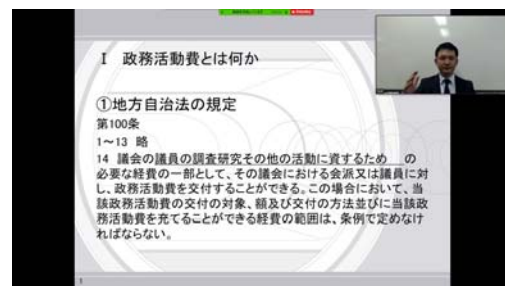 Ⅰ 政務活動費とは何か
①地方自治法の規定
第100条
1～13 略
14 議会の議員の調査研究その他の活動に資するため の
必要な経費の一部として、その議会における会派又は議員に対
し、政務活動費を交付することができる。この場合において、当
該政務活動費の交付の対象、額及び交付の方法並びに当該政
務活動費を充てることができる経費の範囲は、条例で定めなけ
ればならない。
1